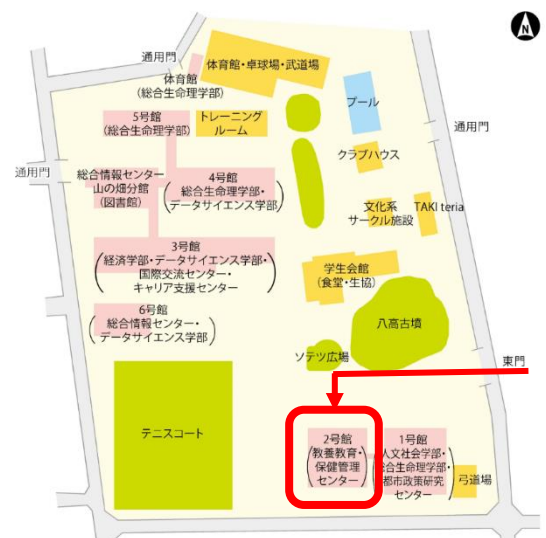 N
通用門
体育館・卓球場・武道場
体育館
(総合生命理学部)
プール
5号館
(総合生命理学部)
トレーニング
ルーム
通用門
クラブハウス
通用門
総合情報センター
山の畑分館
(図書館)
4号館
(総合生命理学部・
データサイエンス学部)
文化系
サークル施設
TAKI teria
3号館
(経済学部・データサイエンス学部・
国際交流センター・
キャリア支援センター)
学生会館
(食堂・生協)
6号館
(総合情報センター・
データサイエンス学部)
八高古墳
ソテツ広場
東門
テニスコート
2号館
(教養教育・
保健管理
センター)
1号館
人文社会学部・
総合生命理学部・
都市政策研究
センター)
弓道場